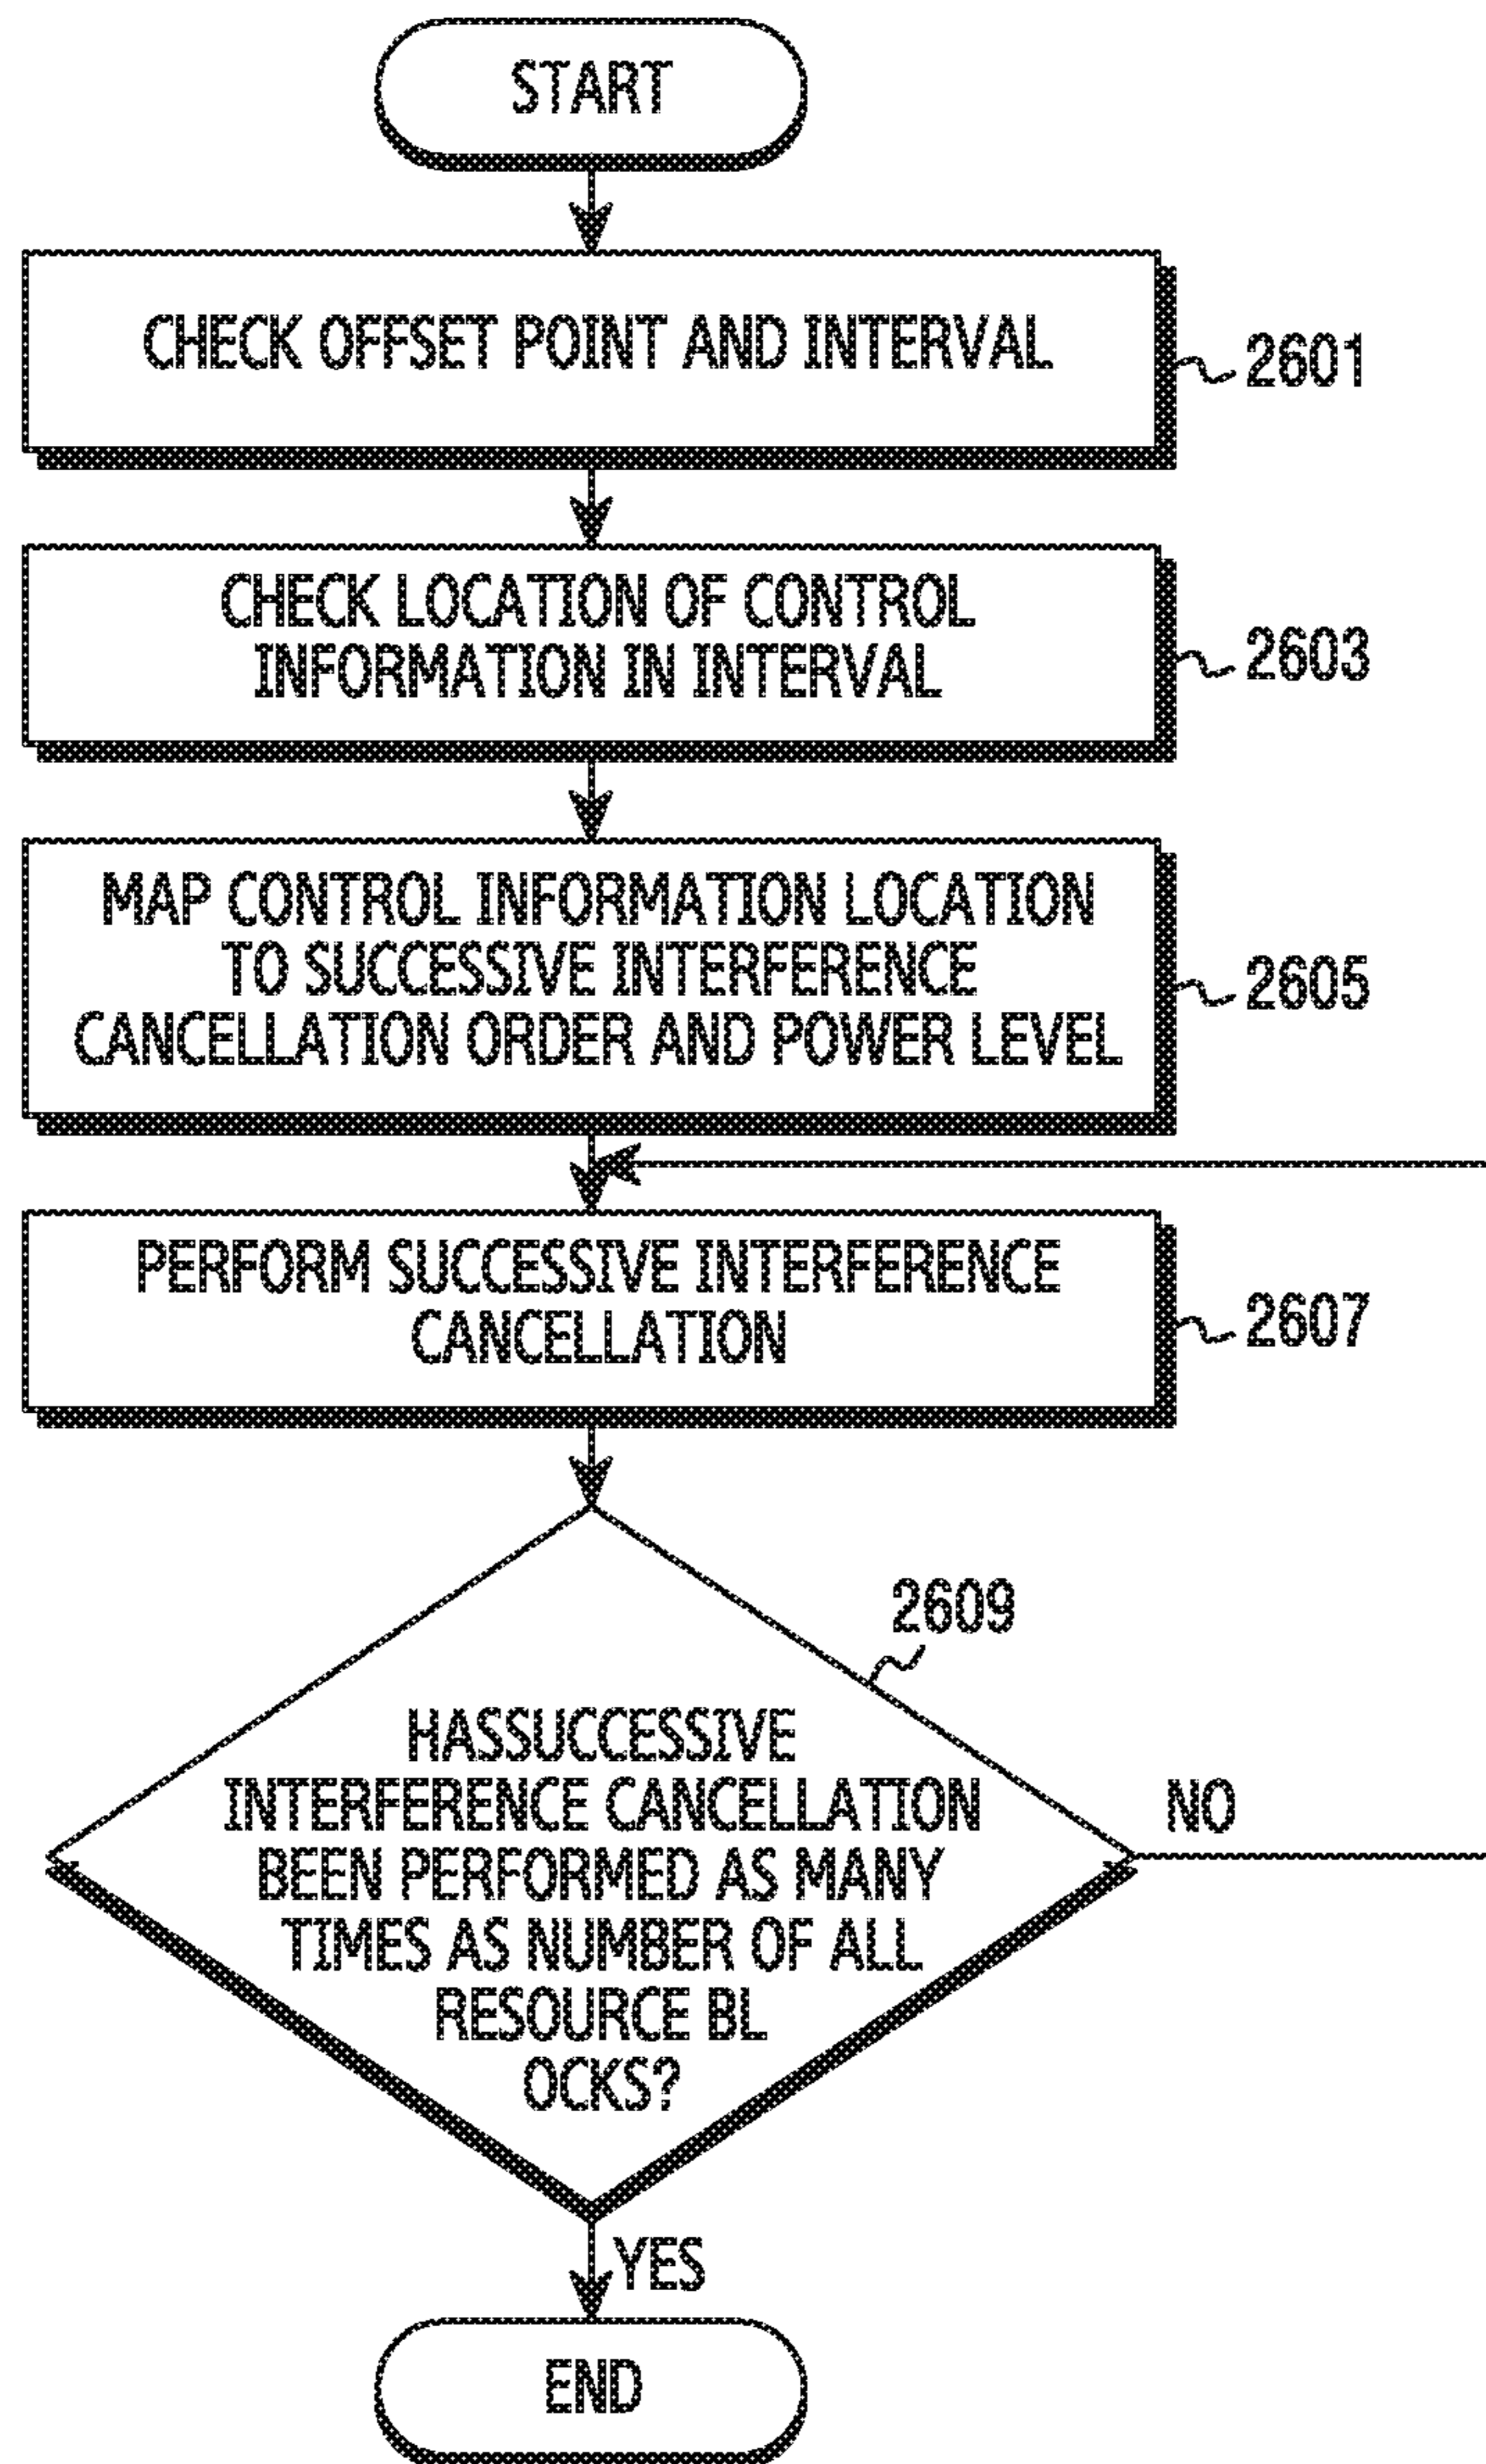 START
CHECK OFFSET POINT AND INTERVAL
2601
CHECK LOCATION OF CONTROL
INFORMATION IN INTERVAL
2603
MAP CONTROL INFORMATION LOCATION
TO SUCCESSIVE INTERFERENCE
CANCELLATION ORDER AND POWER LEVEL
2605
PERFORM SUCCESSIVE INTERFERENCE
CANCELLATION
2607
2609
HASSUCCESSIVE
INTERFERENCE CANCELLATION
BEEN PERFORMED AS MANY
TIMES AS NUMBER OF ALL
RESOURCE BL
OCKS?
NO
YES
END